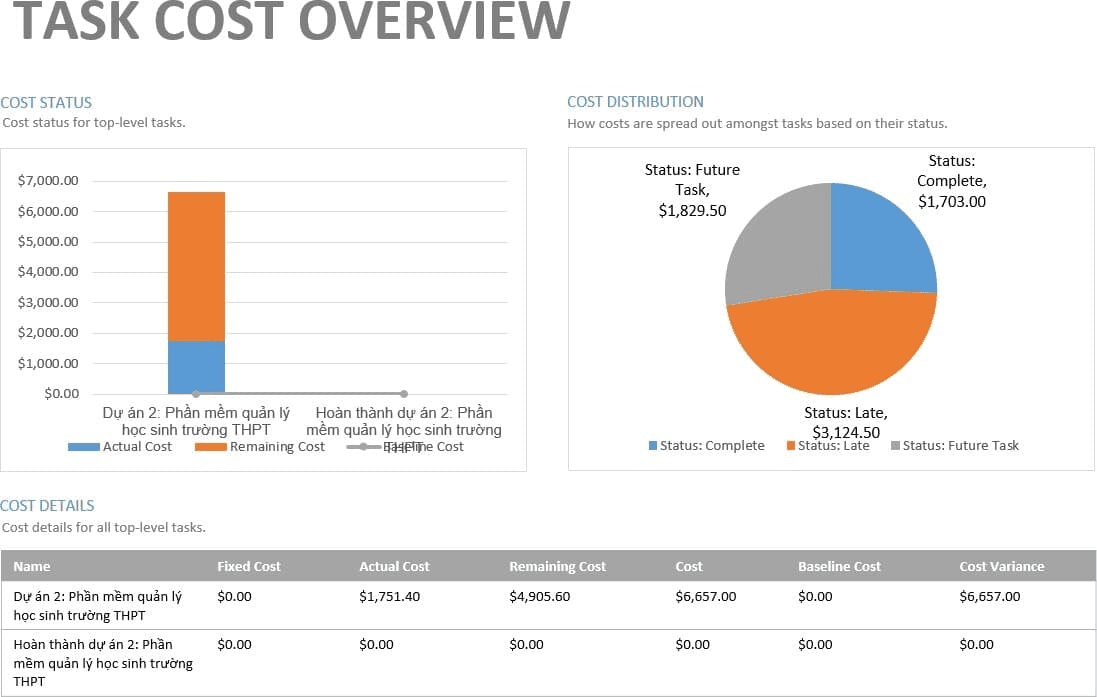 TASK COST OVERVIEW
COST STATUS
Cost status for top-level tasks.
$7,000.00
$6,000.00
$5,000.00
$4,000.00
$3,000.00
$2,000.00
$1,000.00
$0.00
Dự án 2: Phần mềm quản lý
học sinh trường THPT
Hoàn thành dự án 2: Phần
mềm quản lý học sinh trường
THPT
Actual Cost
Remaining Cost
Baseline Cost
COST DISTRIBUTION
How costs are spread out amongst tasks based on their status.
Status: Future
Task,
$1,829.50
Status:
Complete,
$1,703.00
Status: Late,
$3,124.50
Status: Complete
Status: Late
Status: Future Task
COST DETAILS
Cost details for all top-level tasks.
Name Fixed Cost Actual Cost Remaining Cost Cost Baseline Cost Cost Variance
Dự án 2: Phần mềm quản lý $0.00 $1,751.40 $4,905.60 $6,657.00 $0.00 $6,657.00
học sinh trường THPT
Hoàn thành dự án 2: Phần $0.00 $0.00 $0.00 $0.00 $0.00 $0.00
mềm quản lý học sinh trường
THPT